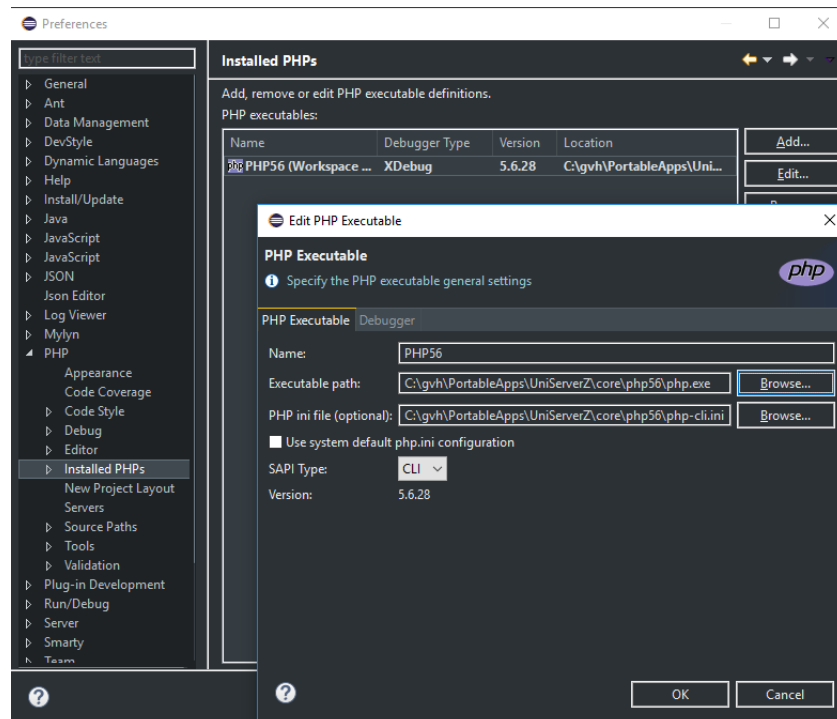 Preferences
type filter text
General
Ant
Data Management
DevStyle
Dynamic Languages
Help
Install/Update
Java
JavaScript
JavaScript
JSON
Json Editor
Log Viewer
Mylyn
PHP
Appearance
Code Coverage
Code Style
Debug
Editor
Installed PHPs
New Project Layout
Servers
Source Paths
Tools
Validation
Plug-in Development
Run/Debug
Server
Smarty
Team
Installed PHPs
Add, remove or edit PHP executable definitions.
PHP executables:
Name Debugger Type Version Location
php PHP56 (Workspace ... XDebug 5.6.28 C:\gvh\PortableApps\Uni...
Add...
Edit...
Edit PHP Executable
PHP Executable
Specify the PHP executable general settings
php
PHP Executable Debugger
Name: PHP56
Executable path: C:\gvh\PortableApps\UniServerZ\core\php56\php.exe Browse...
PHP ini file (optional): C:\gvh\PortableApps\UniServerZ\core\php56\php-cli.ini Browse...
Use system default php.ini configuration
SAPI Type: CLI
Version: 5.6.28
OK Cancel